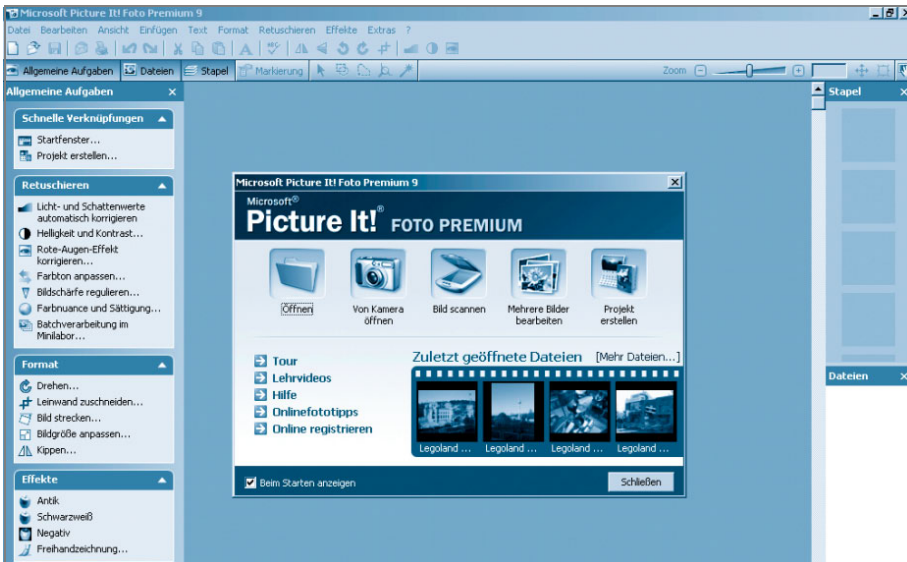 Microsoft Picture It! Foto Premium 9
Datei Bearbeiten Ansicht Einfügen Text Format Retuschieren Effekte Extras ?
Allgemeine Aufgaben Dateien Stapel Markierung Zoom
Allgemeine Aufgaben
Schnelle Verknüpfungen
Startfenster...
Projekt erstellen...
Retuschieren
Licht- und Schattenwerte
automatisch korrigieren
Helligkeit und Kontrast...
Rote-Augen-Effekt
korrigieren...
Farbton anpassen...
Bildschärfe regulieren...
Farbnuance und Sättigung...
Batchverarbeitung im
Minilabor...
Format
Drehen...
Leinwand zuschneiden...
Bild strecken...
Bildgröße anpassen...
Kippen...
Effekte
Antik
Schwarzweiß
Negativ
Freihandzeichnung...
Microsoft Picture It! Foto Premium 9
Microsoft®
Picture It!® FOTO PREMIUM
Öffnen
Von Kamera
öffnen
Bild scannen
Mehrere Bilder
bearbeiten
Projekt
erstellen
Tour
Lehrvideos
Hilfe
Onlinefototipps
Online registrieren
Zuletzt geöffnete Dateien [Mehr Dateien...]
Legoland ... Legoland ... Legoland ... Legoland ...
Beim Starten anzeigen
Schließen
Stapel
Dateien